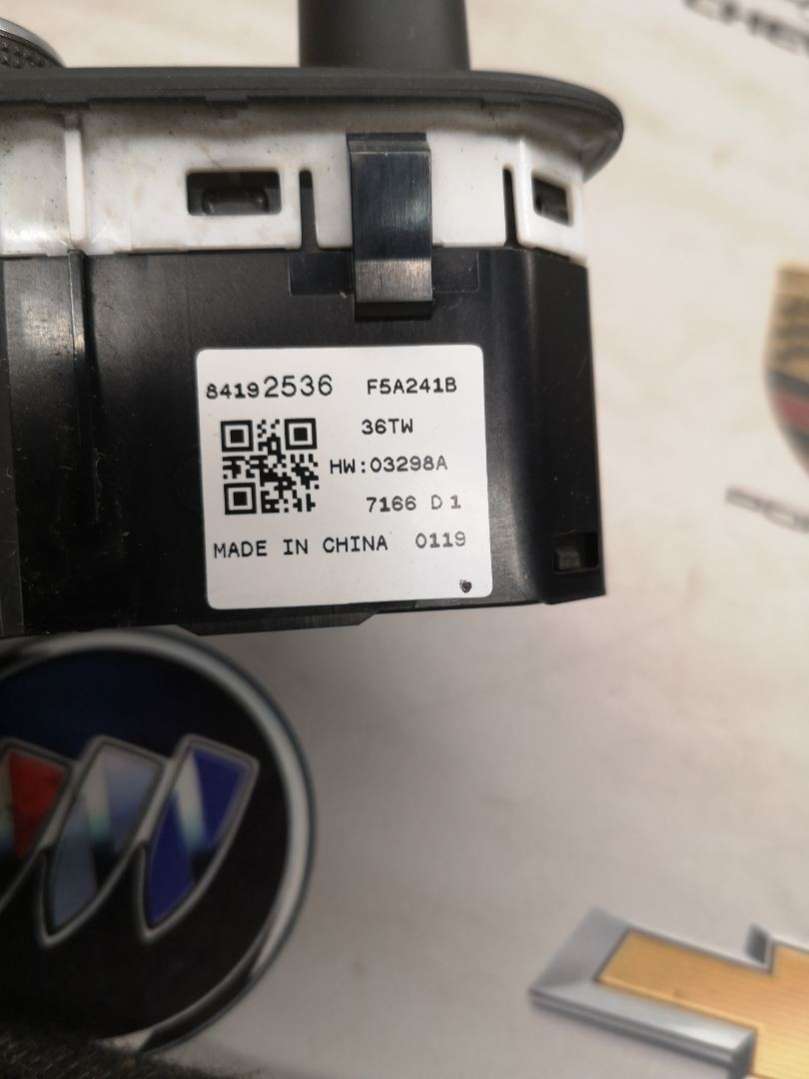 84192536 F5A241B
36TW
HW:03298A
7166 D1
MADE IN CHINA 0119